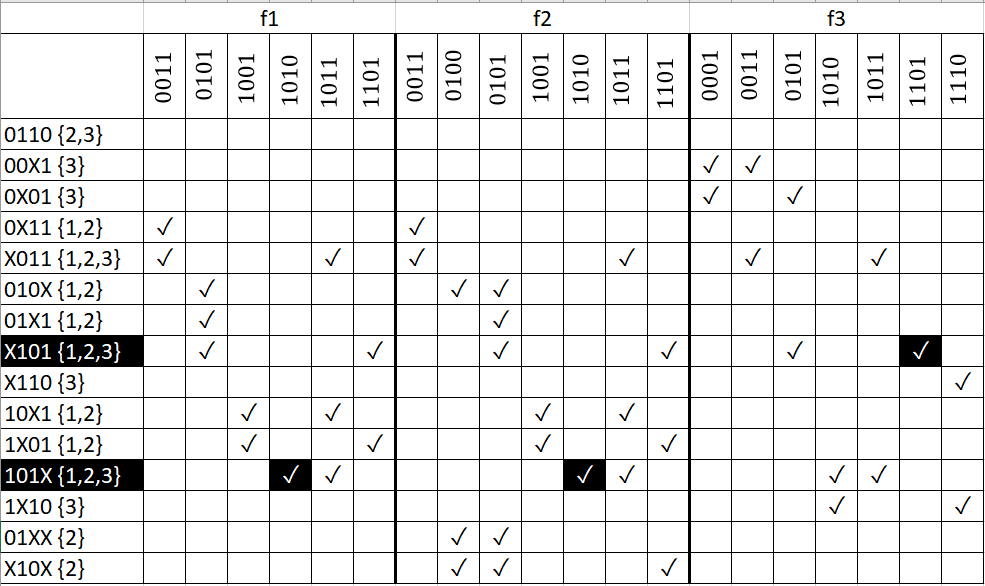 f1 f2 f3
0011 0101 1001 1010 1011 1101 0011 0100 0101 1001 1010 1011 1101 0001 0011 0101 1010 1011 1101 1110
0110 {2,3}
00X1 {3} ✓ ✓
0X01 {3} ✓ ✓
0X11 {1,2} ✓ ✓
X011 {1,2,3} ✓ ✓ ✓ ✓ ✓ ✓
010X {1,2} ✓ ✓ ✓
01X1 {1,2} ✓ ✓
X101 {1,2,3} ✓ ✓ ✓ ✓ ✓ ✓
X110 {3} ✓
10X1 {1,2} ✓ ✓ ✓ ✓
1X01 {1,2} ✓ ✓ ✓ ✓
101X {1,2,3} ✓ ✓ ✓ ✓ ✓ ✓
1X10 {3} ✓ ✓
01XX {2} ✓ ✓
X10X {2} ✓ ✓ ✓